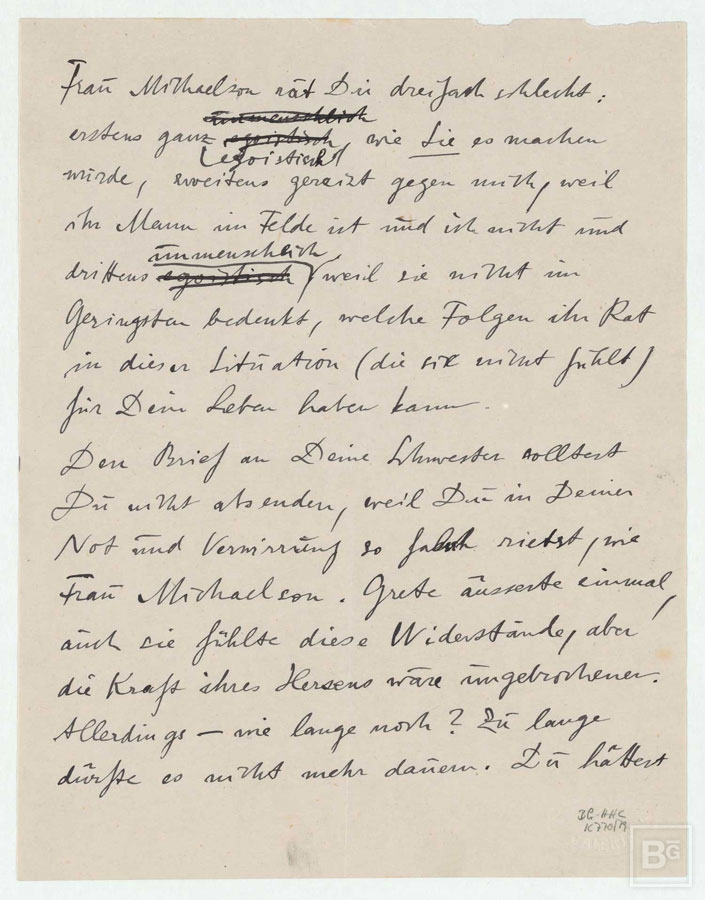 Frau Michaelson rät Dir dreifach schlecht:
unmenschlich
erstens ganz egoistisch, wie Sie es machen
egoistisch
würde, zweitens gereizt gegen mich, weil
ihr Mann im Felde ist und ich nicht und
unmenschlich
drittens egoistisch, weil sie nicht im
Geringsten bedenkt, welche Folgen ihr Rat
in dieser Situation (die sie nicht fühlt)
für Dein Leben haben kann.
Den Brief an Deine Schwester solltest
Du nicht absenden, weil Du in Deiner
Not und Verwirrung so falsch rietst, wie
Frau Michaelson. Grete äusserte einmal,
auch sie fühlte diese Widerstände, aber
die Kraft ihres Herzens wäre ungebrochener.
Allerdings – wie lange noch? Zu lange
dürfte es nicht mehr dauern. Du hättest
BG-HHC
K 770/79
BG